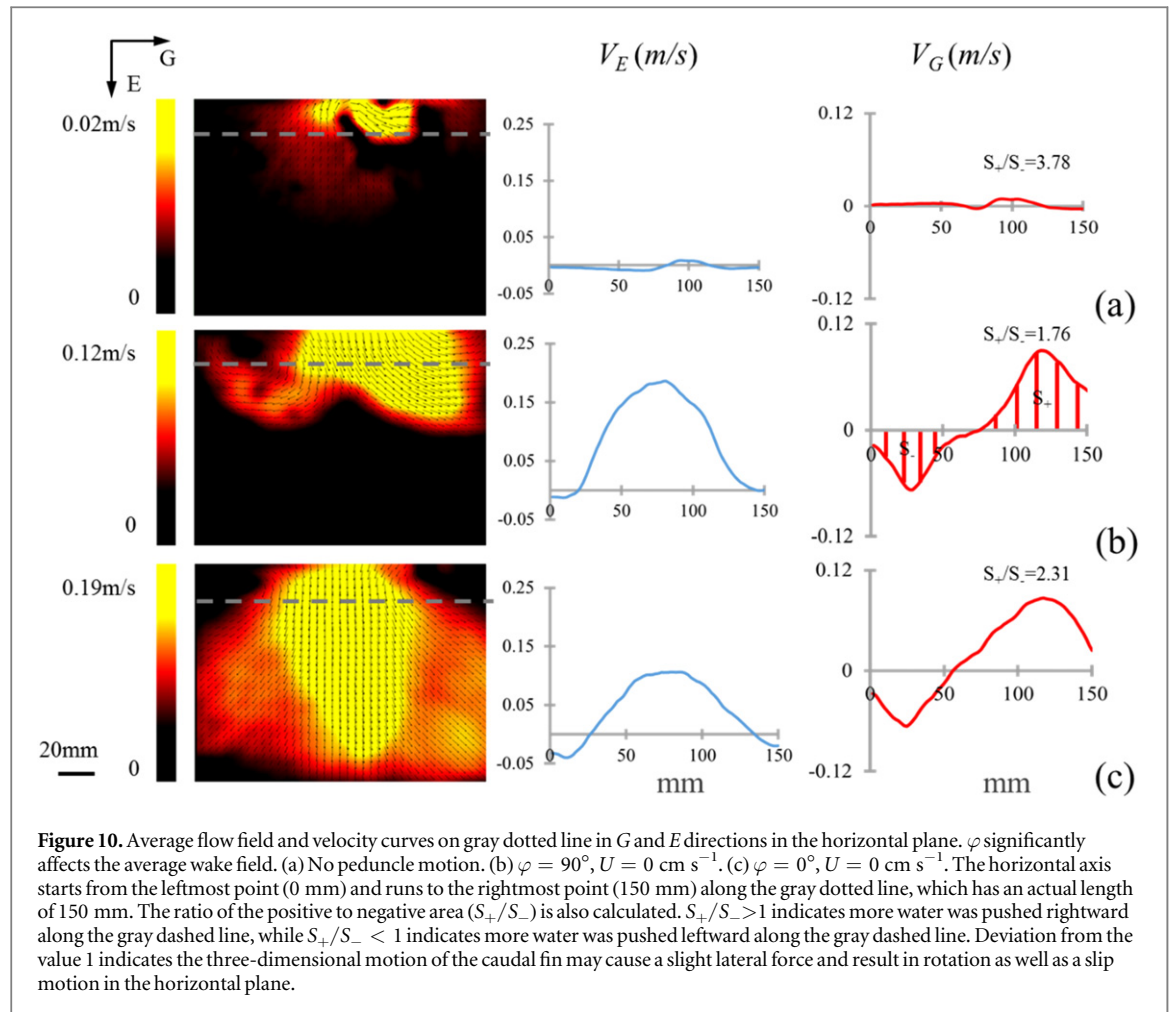 G
E
V_E (m/s)
V_G (m/s)
0.02m/s
0
0.25
0.15
0.05
-0.05
0
50
100
150
0.12
0
-0.12
0
50
100
150
S₊/S₋=3.78
(a)
0.12m/s
0
0.25
0.15
0.05
-0.05
0
50
100
150
0.12
0
-0.12
0
50
100
150
S₊/S₋=1.76
S₊
S₋
(b)
0.19m/s
20mm
0
0.25
0.15
0.05
-0.05
0
50
100
150
mm
0.12
0
-0.12
0
50
100
150
S₊/S₋=2.31
mm
(c)
Figure 10. Average flow field and velocity curves on gray dotted line in G and E directions in the horizontal plane. φ significantly
affects the average wake field. (a) No peduncle motion. (b) φ = 90°, U = 0 cm s⁻¹. (c) φ = 0°, U = 0 cm s⁻¹. The horizontal axis
starts from the leftmost point (0 mm) and runs to the rightmost point (150 mm) along the gray dotted line, which has an actual length
of 150 mm. The ratio of the positive to negative area (S₊/S₋) is also calculated. S₊/S₋>1 indicates more water was pushed rightward
along the gray dashed line, while S₊/S₋ < 1 indicates more water was pushed leftward along the gray dashed line. Deviation from the
value 1 indicates the three-dimensional motion of the caudal fin may cause a slight lateral force and result in rotation as well as a slip
motion in the horizontal plane.